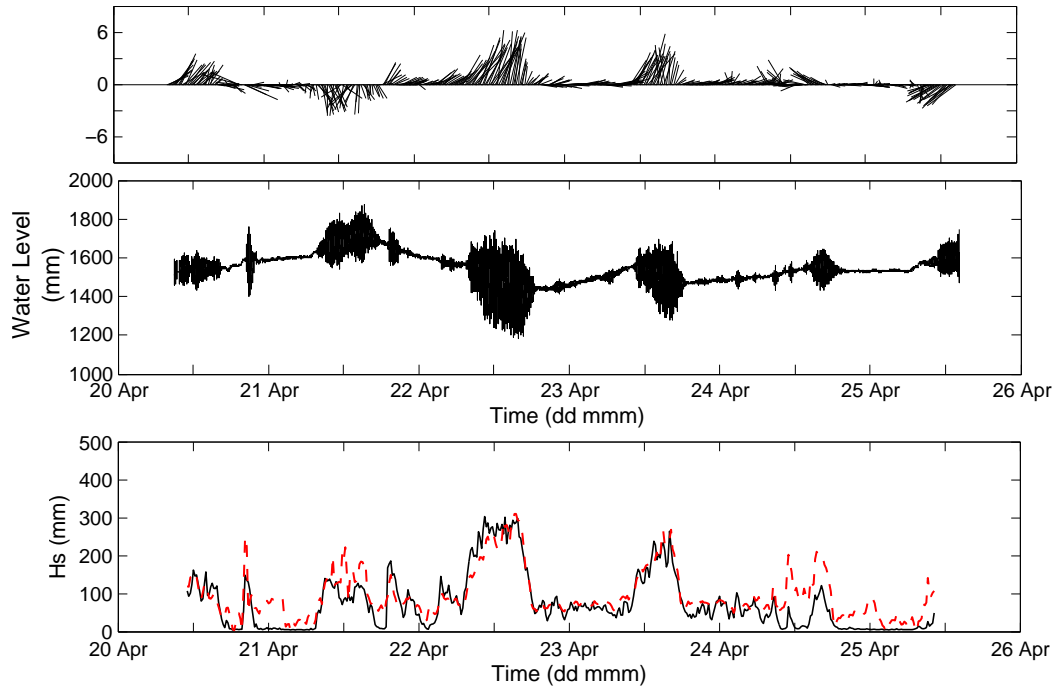 6
0
−6
2000
1800
1600
1400
1200
1000
Water Level
(mm)
20 Apr 21 Apr 22 Apr 23 Apr 24 Apr 25 Apr 26 Apr
Time (dd mmm)
500
400
300
200
100
0
Hs (mm)
20 Apr 21 Apr 22 Apr 23 Apr 24 Apr 25 Apr 26 Apr
Time (dd mmm)